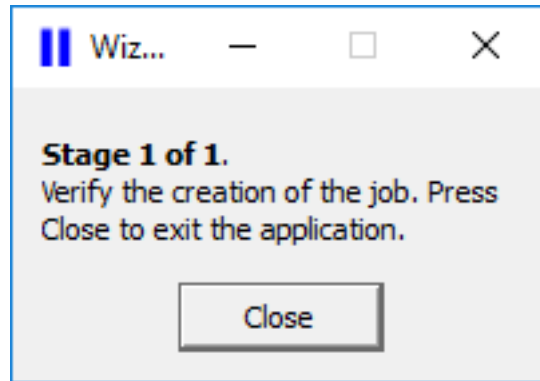 Wiz...
Stage 1 of 1.
Verify the creation of the job. Press
Close to exit the application.
Close